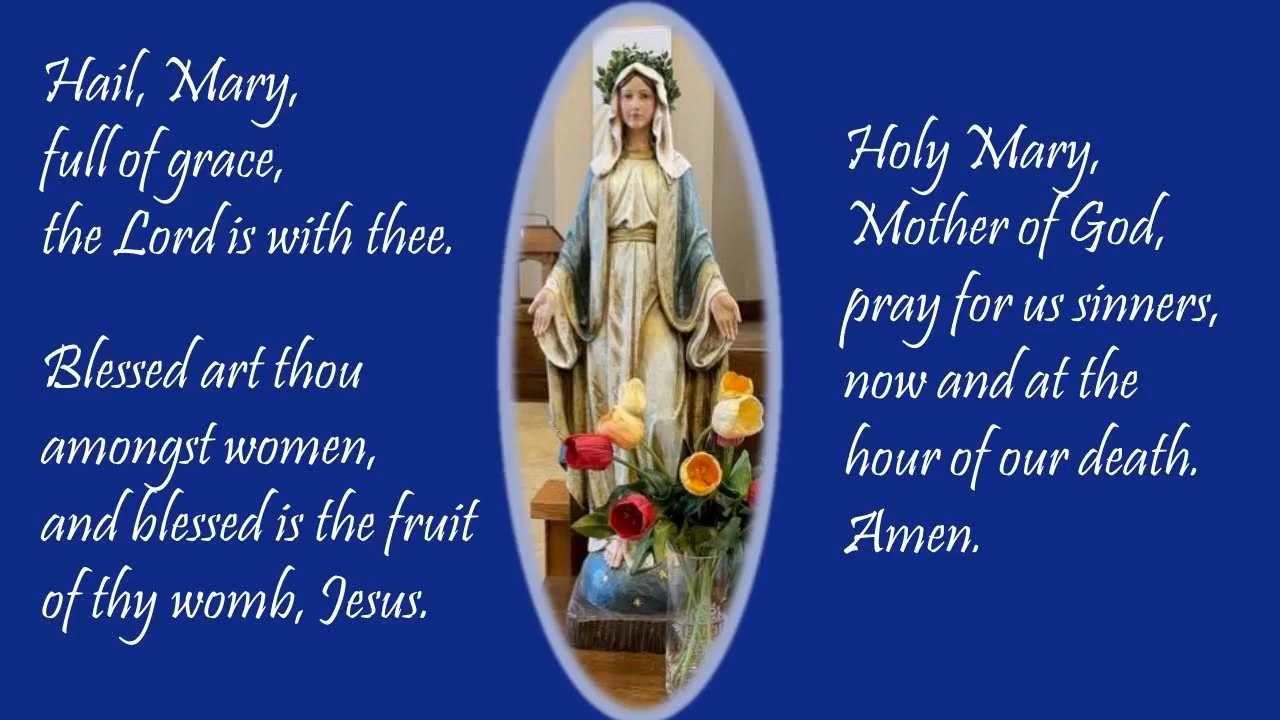 Hail, Mary,
full of grace,
the Lord is with thee.
Blessed art thou
amongst women,
and blessed is the fruit
of thy womb, Jesus.
Holy Mary,
Mother of God,
pray for us sinners,
now and at the
hour of our death.
Amen.